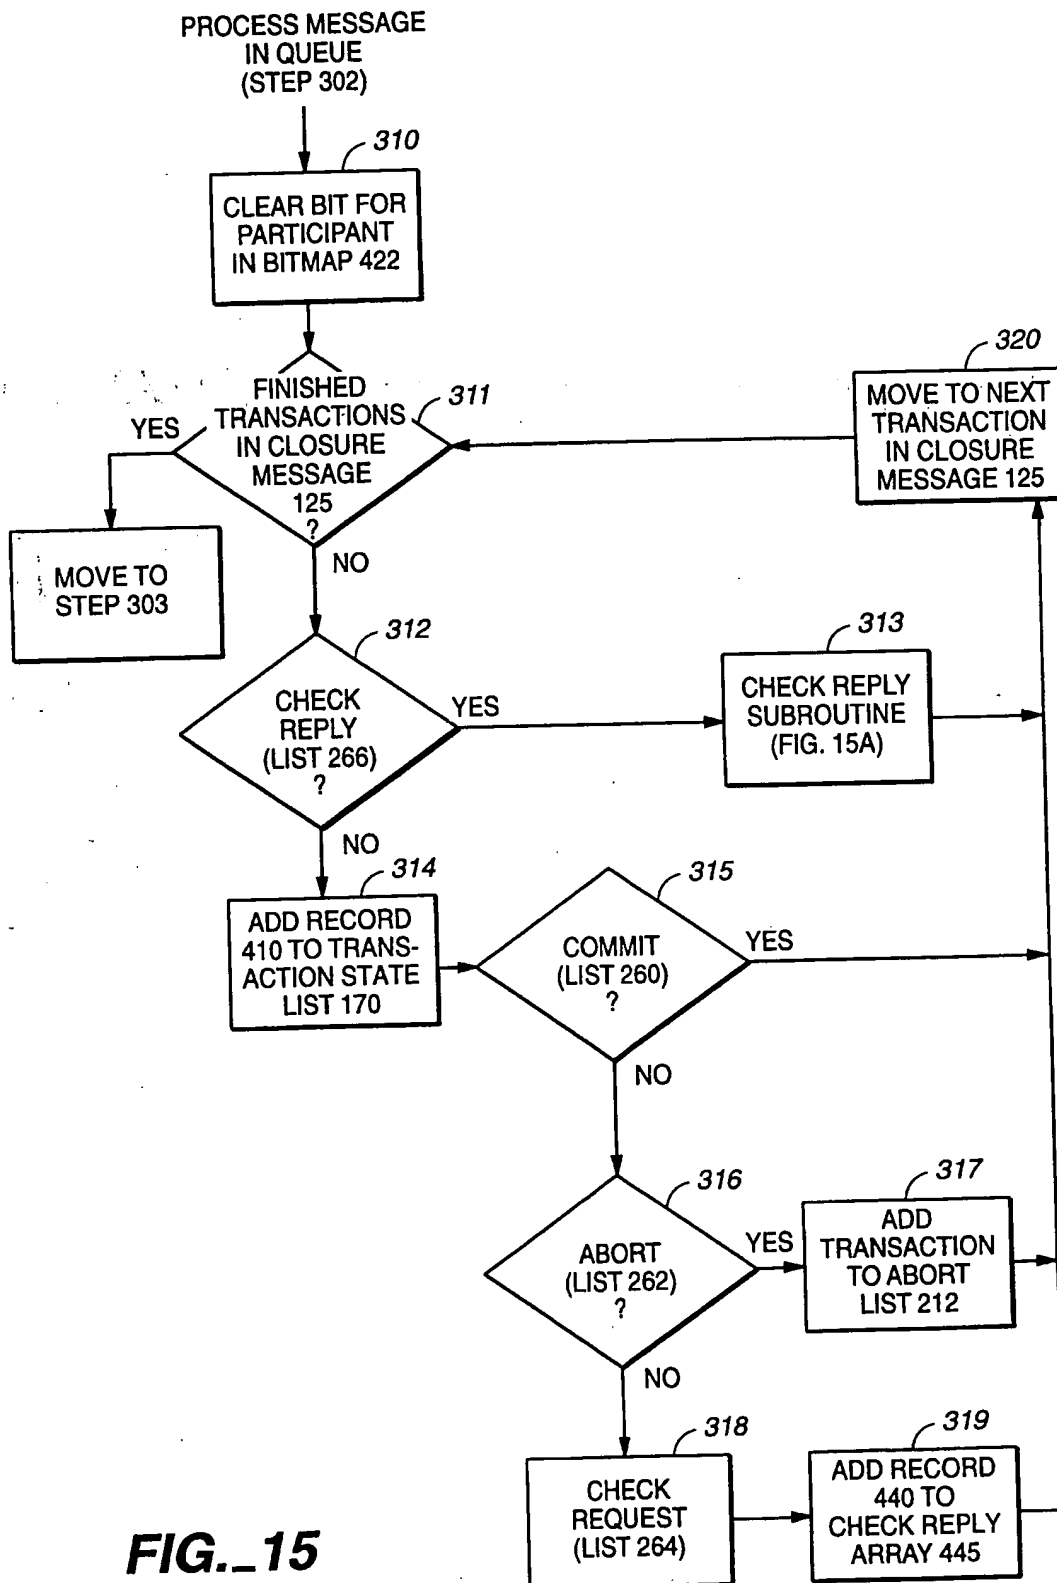 PROCESS MESSAGE
IN QUEUE
(STEP 302)
310
CLEAR BIT FOR
PARTICIPANT
IN BITMAP 422
320
MOVE TO NEXT
TRANSACTION
IN CLOSURE
MESSAGE 125
311
FINISHED
TRANSACTIONS
IN CLOSURE
MESSAGE
125
?
YES
NO
MOVE TO
STEP 303
312
CHECK
REPLY
(LIST 266)
?
YES
NO
313
CHECK REPLY
SUBROUTINE
(FIG. 15A)
314
ADD RECORD
410 TO TRANS-
ACTION STATE
LIST 170
315
COMMIT
(LIST 260)
?
YES
NO
316
ABORT
(LIST 262)
?
YES
NO
317
ADD
TRANSACTION
TO ABORT
LIST 212
318
CHECK
REQUEST
(LIST 264)
319
ADD RECORD
440 TO
CHECK REPLY
ARRAY 445
FIG._15